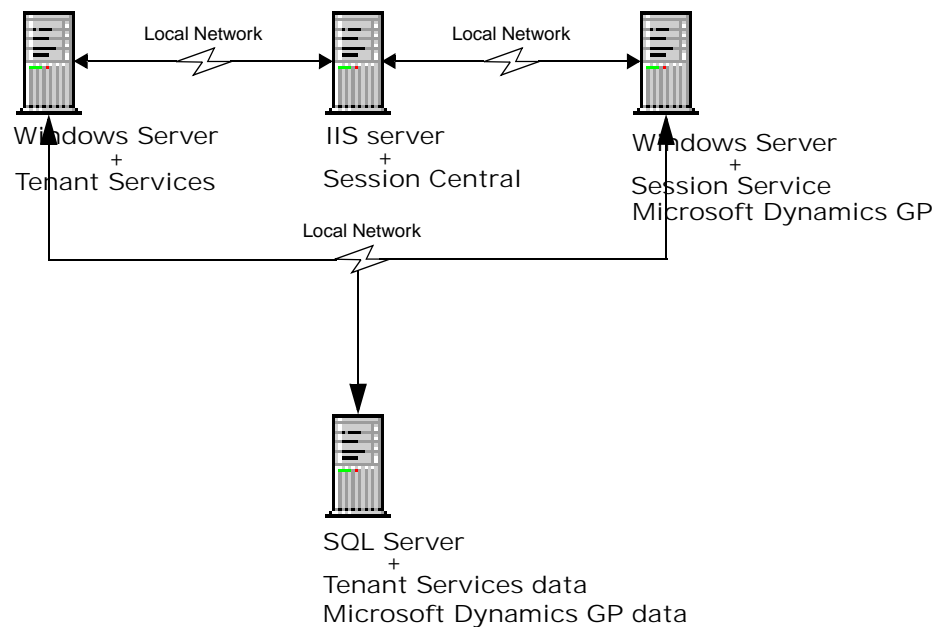 Local Network
Local Network
Windows Server
+
Tenant Services
IIS server
+
Session Central
Windows Server
+
Session Service
Microsoft Dynamics GP
Local Network
SQL Server
+
Tenant Services data
Microsoft Dynamics GP data